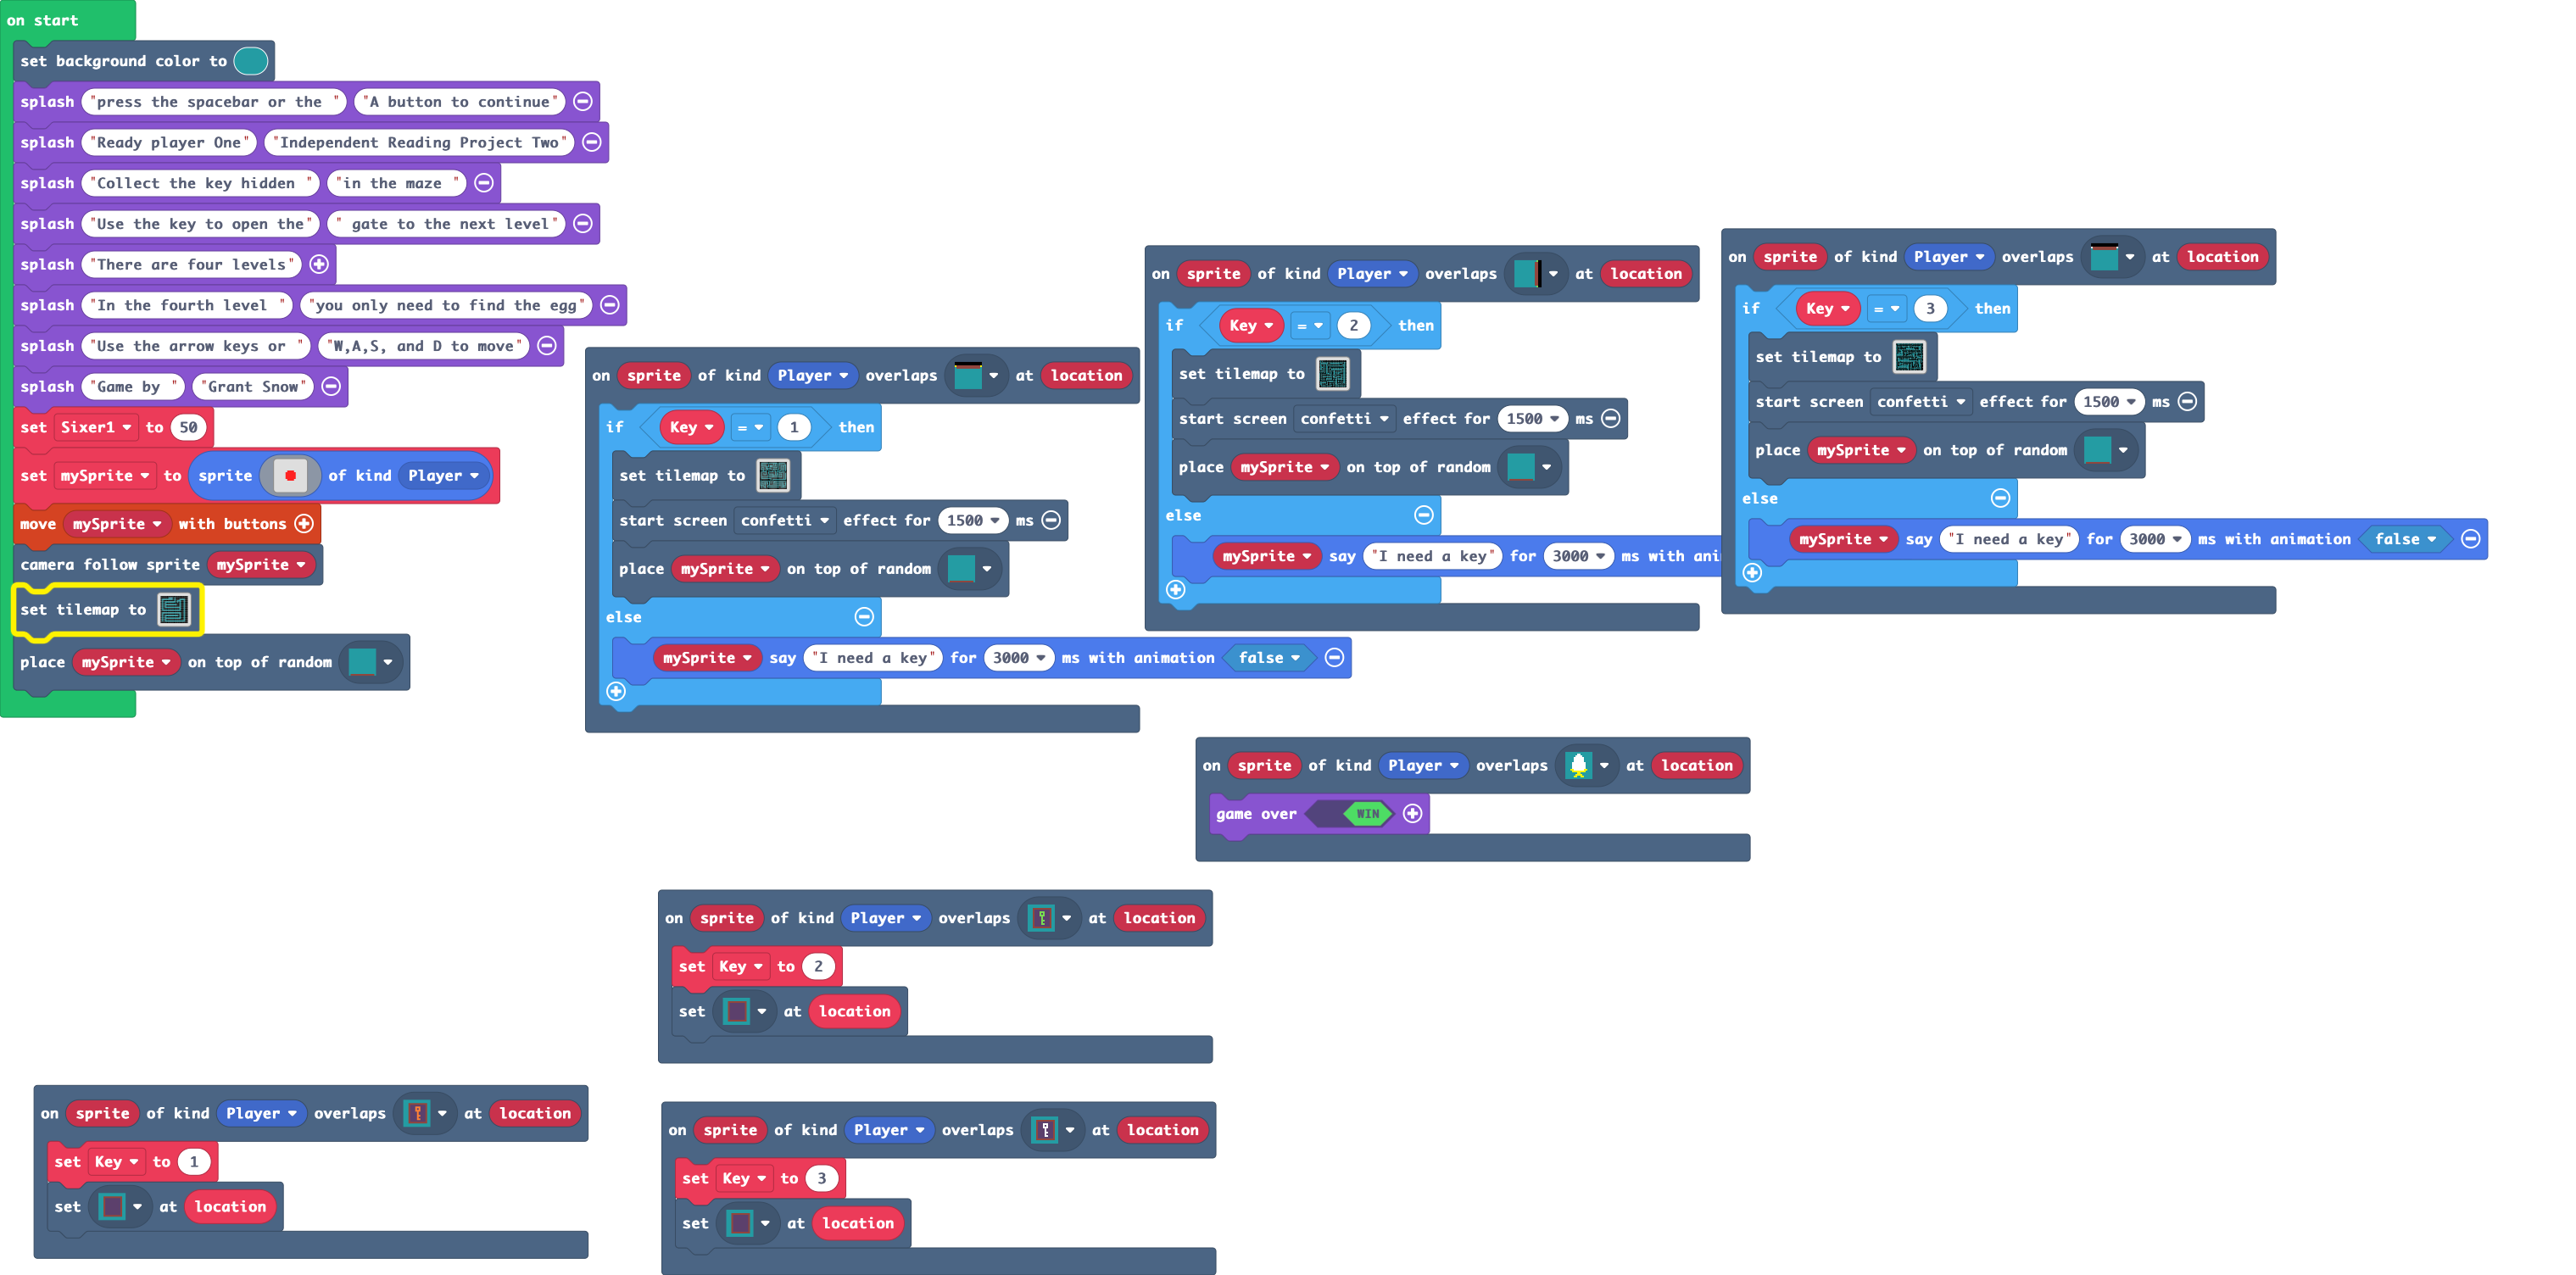 on start
set background color to
splash "press the spacebar or the " "A button to continue"
splash "Ready player One" "Independent Reading Project Two"
splash "Collect the key hidden " "in the maze "
splash "Use the key to open the" " gate to the next level"
splash "There are four levels"
splash "In the fourth level " "you only need to find the egg"
splash "Use the arrow keys or " "W,A,S, and D to move"
splash "Game by " "Grant Snow"
set Sixer1 to 50
set mySprite to sprite of kind Player
move mySprite with buttons
camera follow sprite mySprite
set tilemap to
place mySprite on top of random
on sprite of kind Player overlaps at location
if Key = 1 then
set tilemap to
start screen confetti effect for 1500 ms
place mySprite on top of random
else
mySprite say "I need a key" for 3000 ms with animation false
on sprite of kind Player overlaps at location
if Key = 2 then
set tilemap to
start screen confetti effect for 1500 ms
place mySprite on top of random
else
mySprite say "I need a key" for 3000 ms with ani
on sprite of kind Player overlaps at location
if Key = 3 then
set tilemap to
start screen confetti effect for 1500 ms
place mySprite on top of random
else
mySprite say "I need a key" for 3000 ms with animation false
on sprite of kind Player overlaps at location
game over WIN
on sprite of kind Player overlaps at location
set Key to 2
set at location
on sprite of kind Player overlaps at location
set Key to 1
set at location
on sprite of kind Player overlaps at location
set Key to 3
set at location